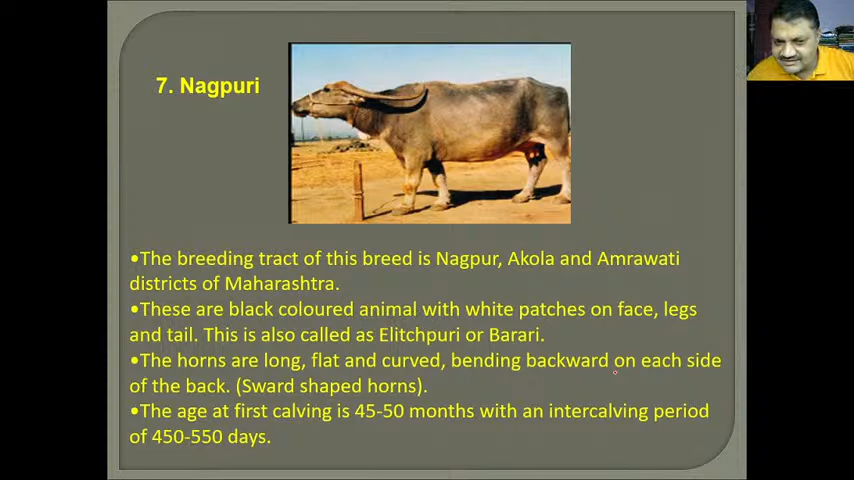 7. Nagpuri
•The breeding tract of this breed is Nagpur, Akola and Amrawati
districts of Maharashtra.
•These are black coloured animal with white patches on face, legs
and tail. This is also called as Elitchpuri or Barari.
•The horns are long, flat and curved, bending backward on each side
of the back. (Sward shaped horns).
•The age at first calving is 45-50 months with an intercalving period
of 450-550 days.